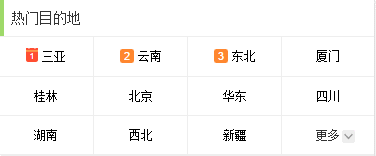 热门目的地
1 三亚 2 云南 3 东北 厦门
桂林 北京 华东 四川
湖南 西北 新疆 更多